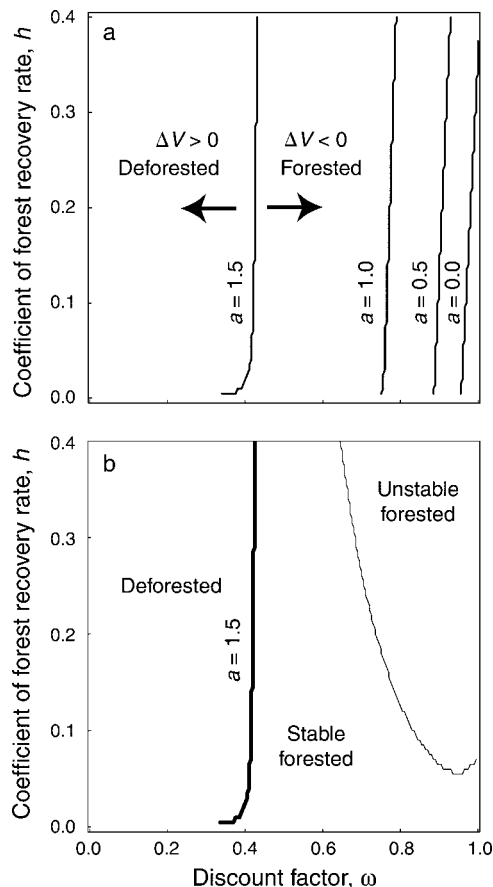 Coefficient of forest recovery rate, h
0.4
0.3
0.2
0.1
0.0
a
ΔV > 0
Deforested
ΔV < 0
Forested
a = 1.5
a = 1.0
a = 0.5
a = 0.0
Coefficient of forest recovery rate, h
0.4
0.3
0.2
0.1
0.0
b
Unstable
forested
Deforested
a = 1.5
Stable
forested
0.0
0.2
0.4
0.6
0.8
1.0
Discount factor, ω